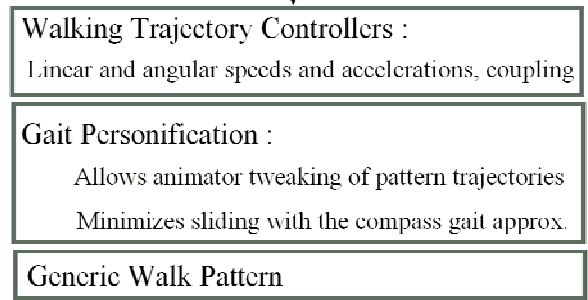 Walking Trajectory Controllers :
Linear and angular speeds and accelerations, coupling
Gait Personification :
Allows animator tweaking of pattern trajectories
Minimizes sliding with the compass gait approx.
Generic Walk Pattern